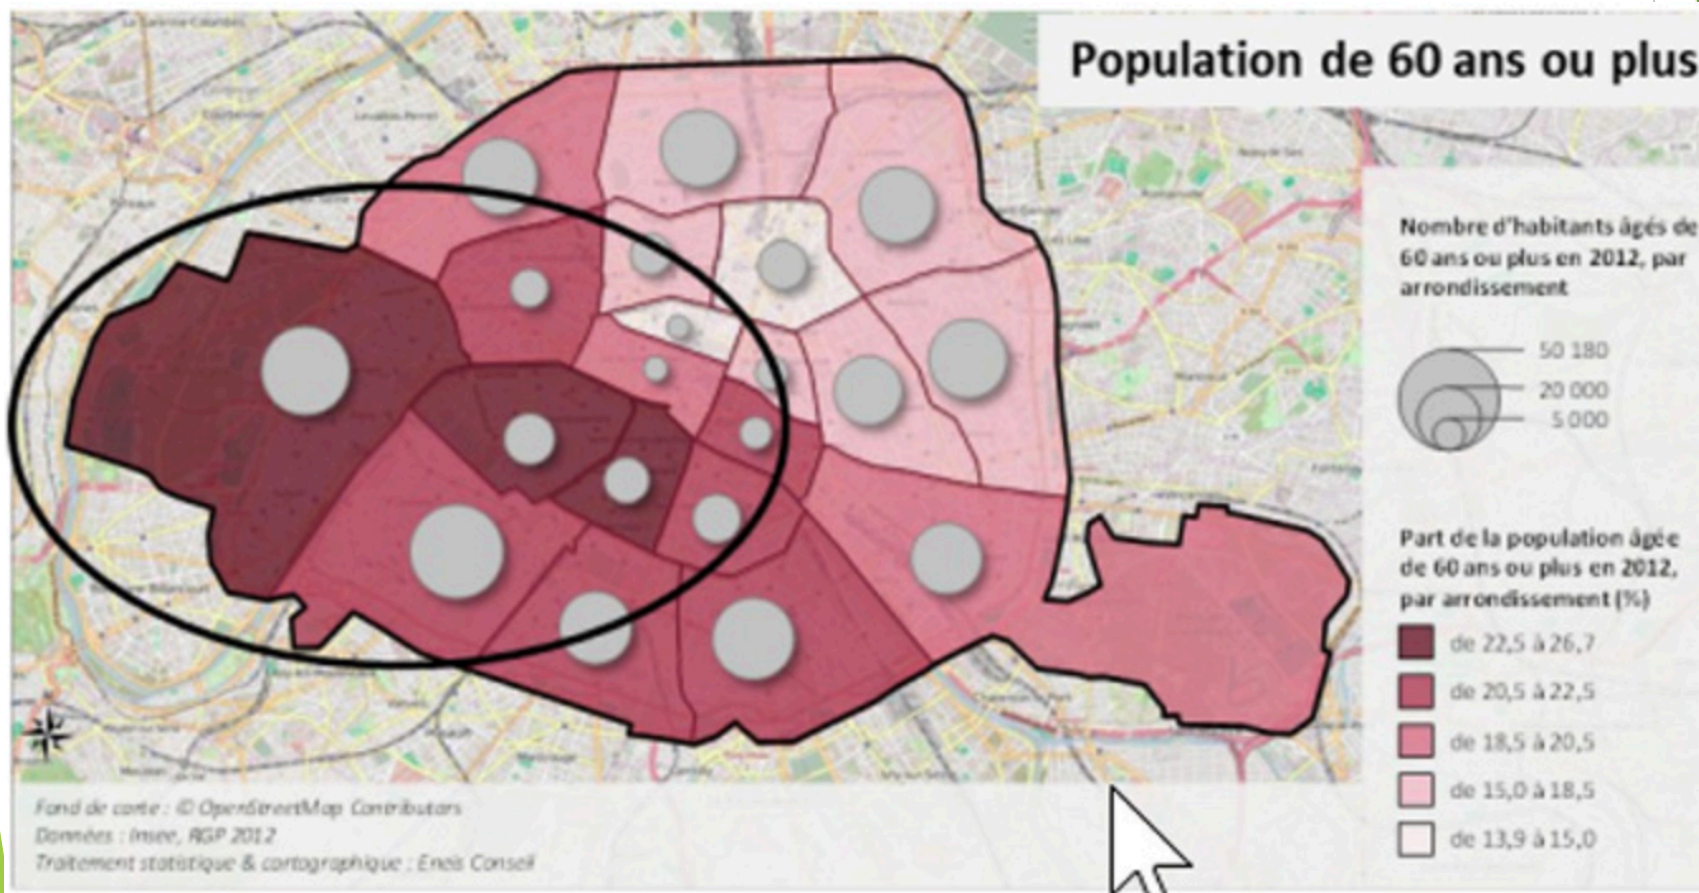 Population de 60 ans ou plus
Nombre d'habitants âgés de
60 ans ou plus en 2012, par
arrondissement
50 180
20 000
5 000
Part de la population âgée
de 60 ans ou plus en 2012,
par arrondissement (%)
de 22,5 à 26,7
de 20,5 à 22,5
de 18,5 à 20,5
de 15,0 à 18,5
de 13,9 à 15,0
Fond de carte : © OpenStreetMap Contributors
Données : Insee, RGP 2012
Traitement statistique & cartographique : Eneis Conseil